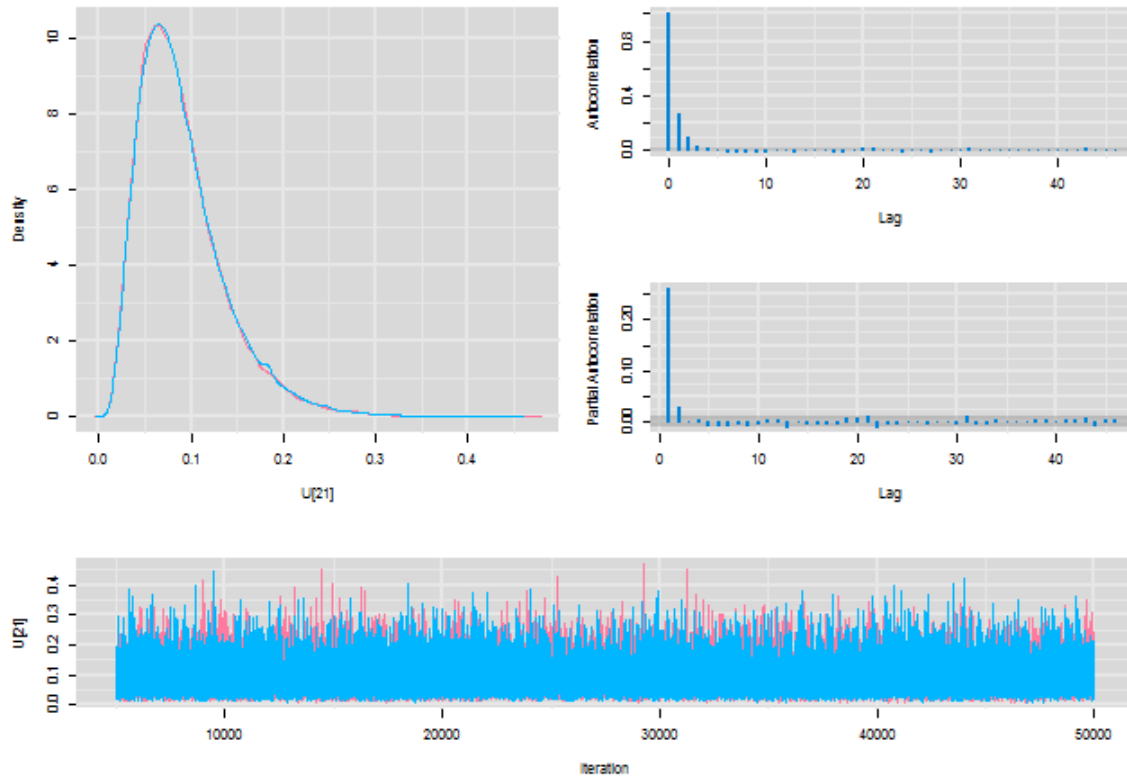 Density
10
8
6
4
2
0
0.0 0.1 0.2 0.3 0.4
U[21]
Autocorrelation
0.8
0.4
0.0
0 10 20 30 40
Lag
Partial Autocorrelation
0.20
0.10
0.00
0 10 20 30 40
Lag
U[21]
0.4
0.3
0.2
0.1
0.0
10000 20000 30000 40000 50000
Iteration